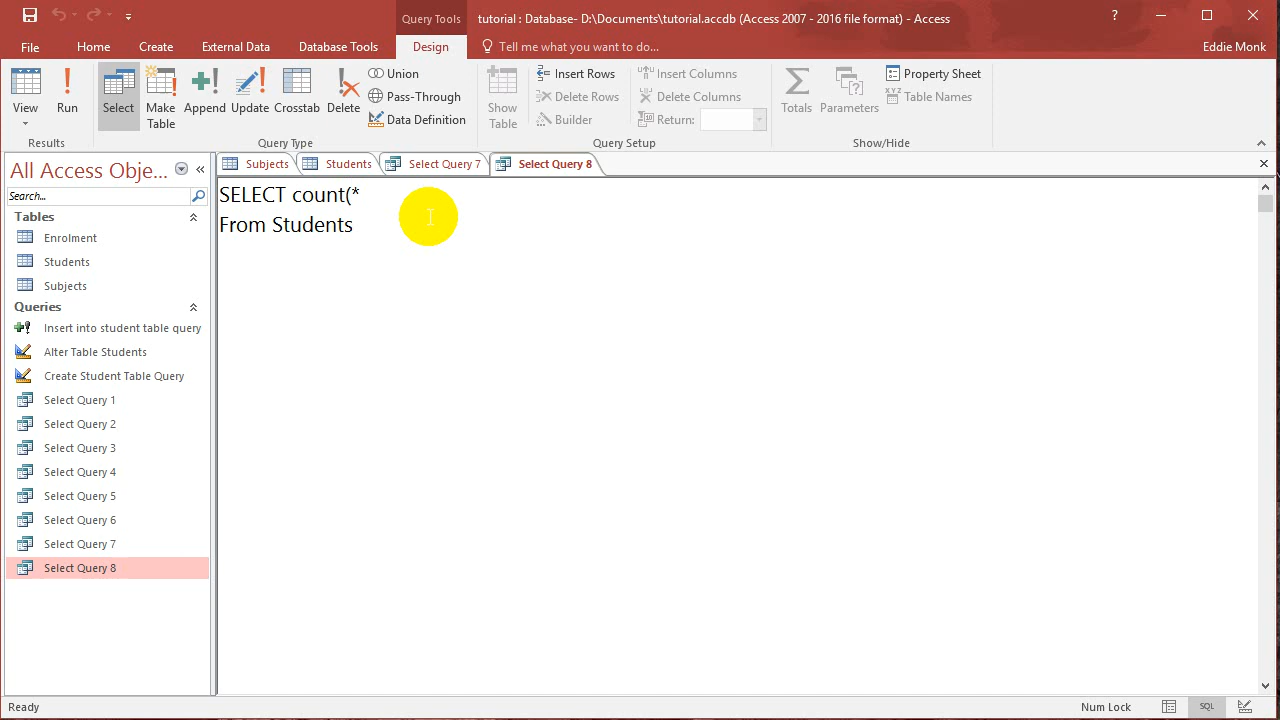 Query Tools
tutorial : Database- D:\Documents\tutorial.accdb (Access 2007 - 2016 file format) - Access
?
File Home Create External Data Database Tools Design Tell me what you want to do... Eddie Monk
View
Run
Results
Select
Make Table
Append
Update
Crosstab
Delete
Union
Pass-Through
Data Definition
Query Type
Show Table
Insert Rows
Delete Rows
Builder
Insert Columns
Delete Columns
Return:
Query Setup
Totals
Parameters
Property Sheet
Table Names
Show/Hide
All Access Obje...
Search...
Tables
Enrolment
Students
Subjects
Queries
Insert into student table query
Alter Table Students
Create Student Table Query
Select Query 1
Select Query 2
Select Query 3
Select Query 4
Select Query 5
Select Query 6
Select Query 7
Select Query 8
Subjects Students Select Query 7 Select Query 8
SELECT count(*
From Students
Ready Num Lock SQL